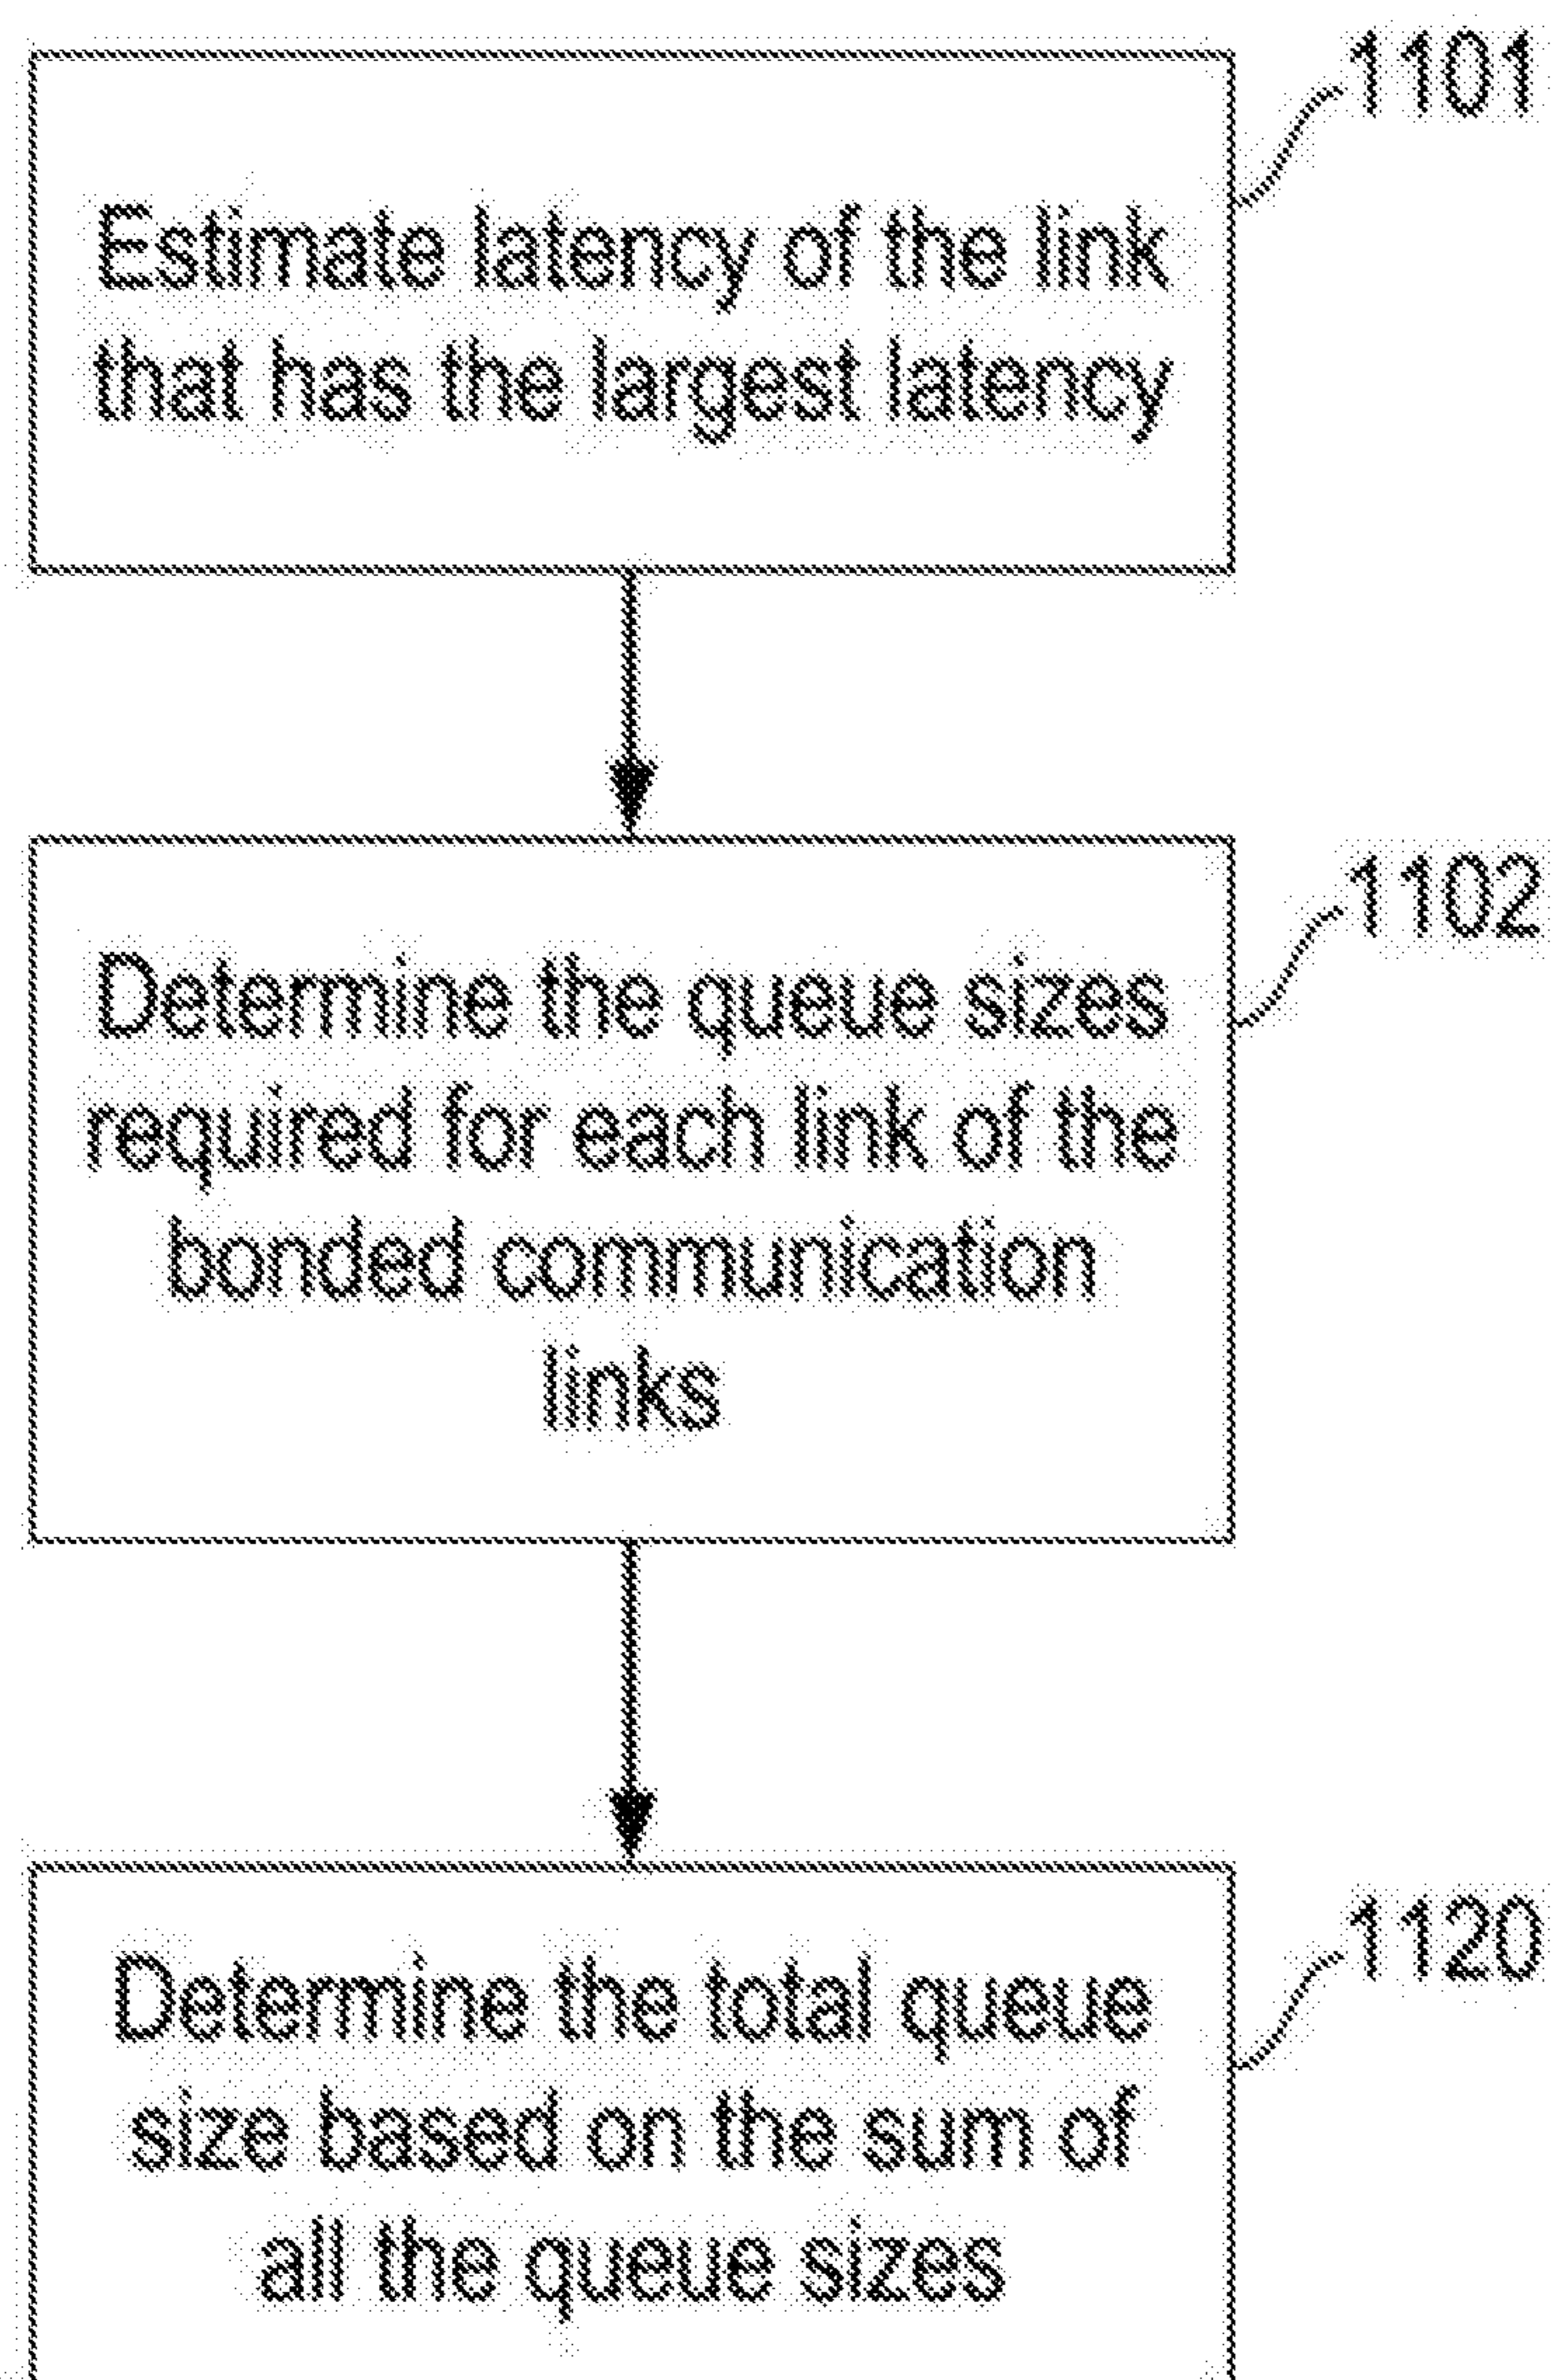 1101
Estimate latency of the link
that has the largest latency
1102
Determine the queue sizes
required for each link of the
bonded communication
links
1120
Determine the total queue
size based on the sum of
all the queue sizes